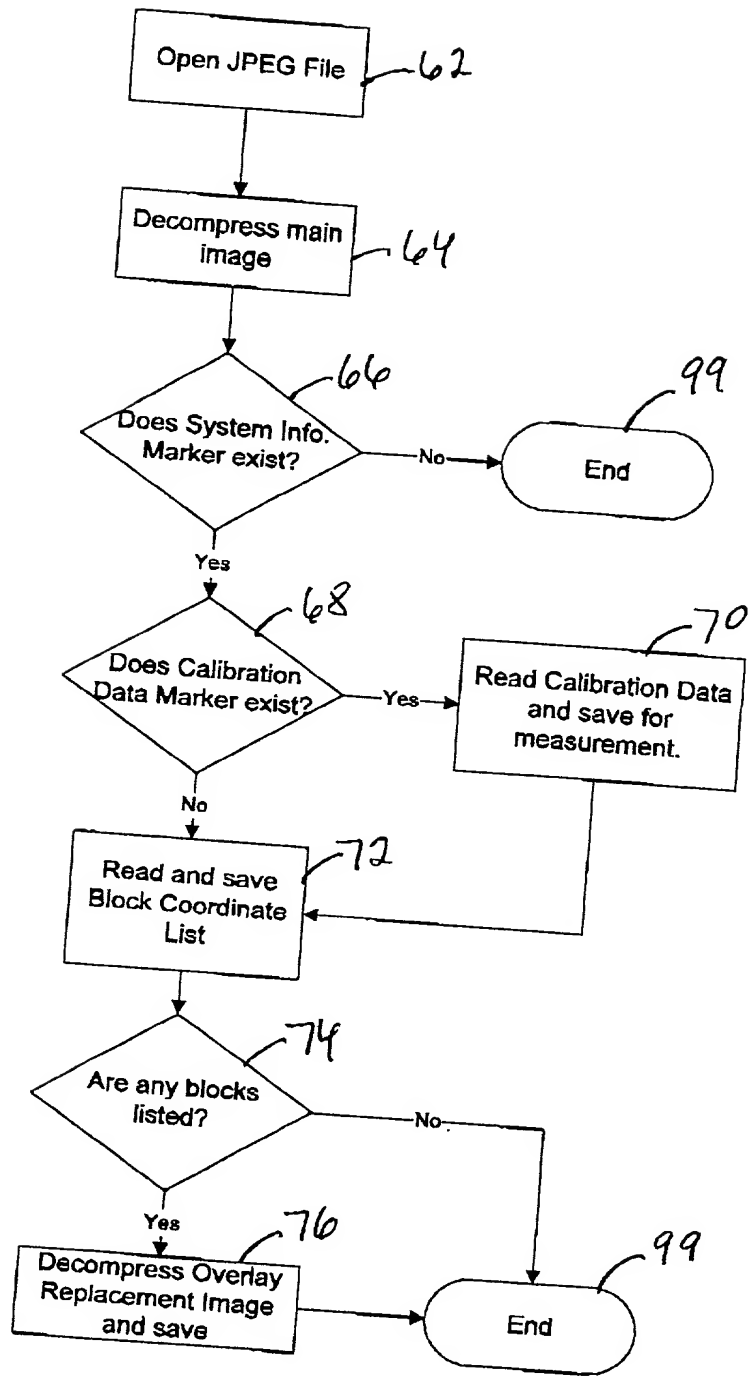 Open JPEG File
62
Decompress main
image
64
66
Does System Info.
Marker exist?
No
99
End
Yes
68
Does Calibration
Data Marker exist?
Yes
70
Read Calibration Data
and save for
measurement.
No
72
Read and save
Block Coordinate
List
74
Are any blocks
listed?
No
Yes
76
Decompress Overlay
Replacement Image
and save
99
End